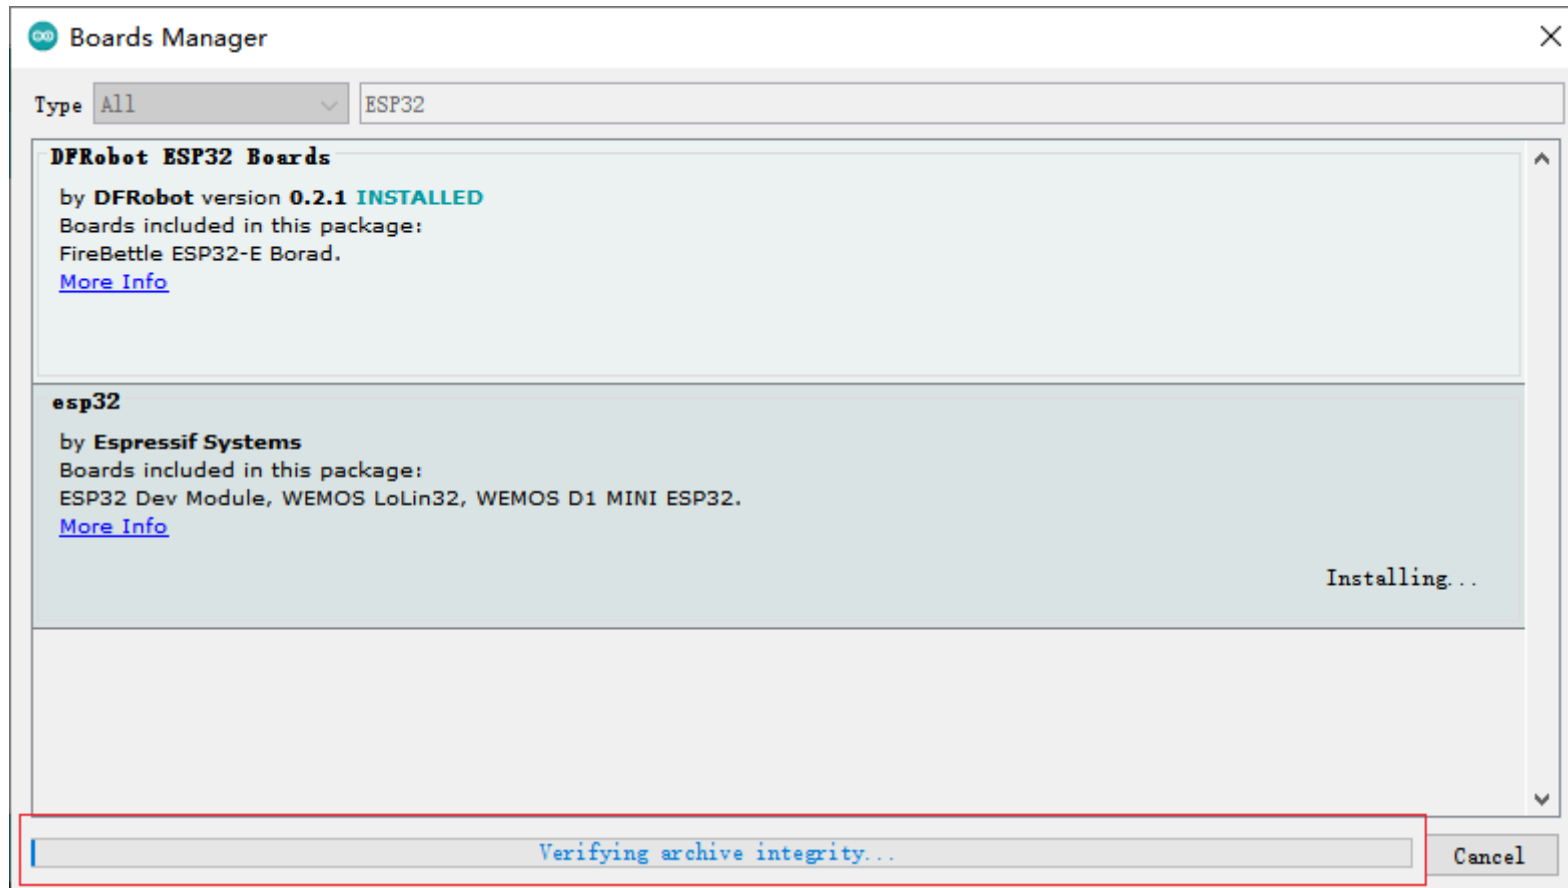 Boards Manager
Type All ESP32
DFRobot ESP32 Boards
by DFRobot version 0.2.1 INSTALLED
Boards included in this package:
FireBettle ESP32-E Borad.
More Info
esp32
by Espressif Systems
Boards included in this package:
ESP32 Dev Module, WEMOS LoLin32, WEMOS D1 MINI ESP32.
More Info
Installing...
Verifying archive integrity...
Cancel